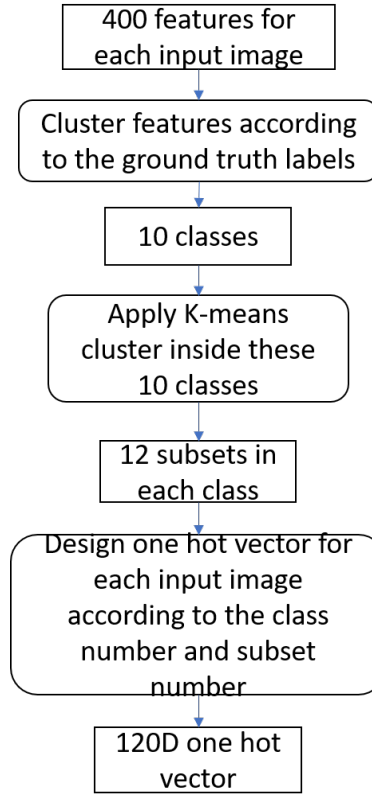 400 features for
each input image
Cluster features according
to the ground truth labels
10 classes
Apply K-means
cluster inside these
10 classes
12 subsets in
each class
Design one hot vector for
each input image
according to the class
number and subset
number
120D one hot
vector